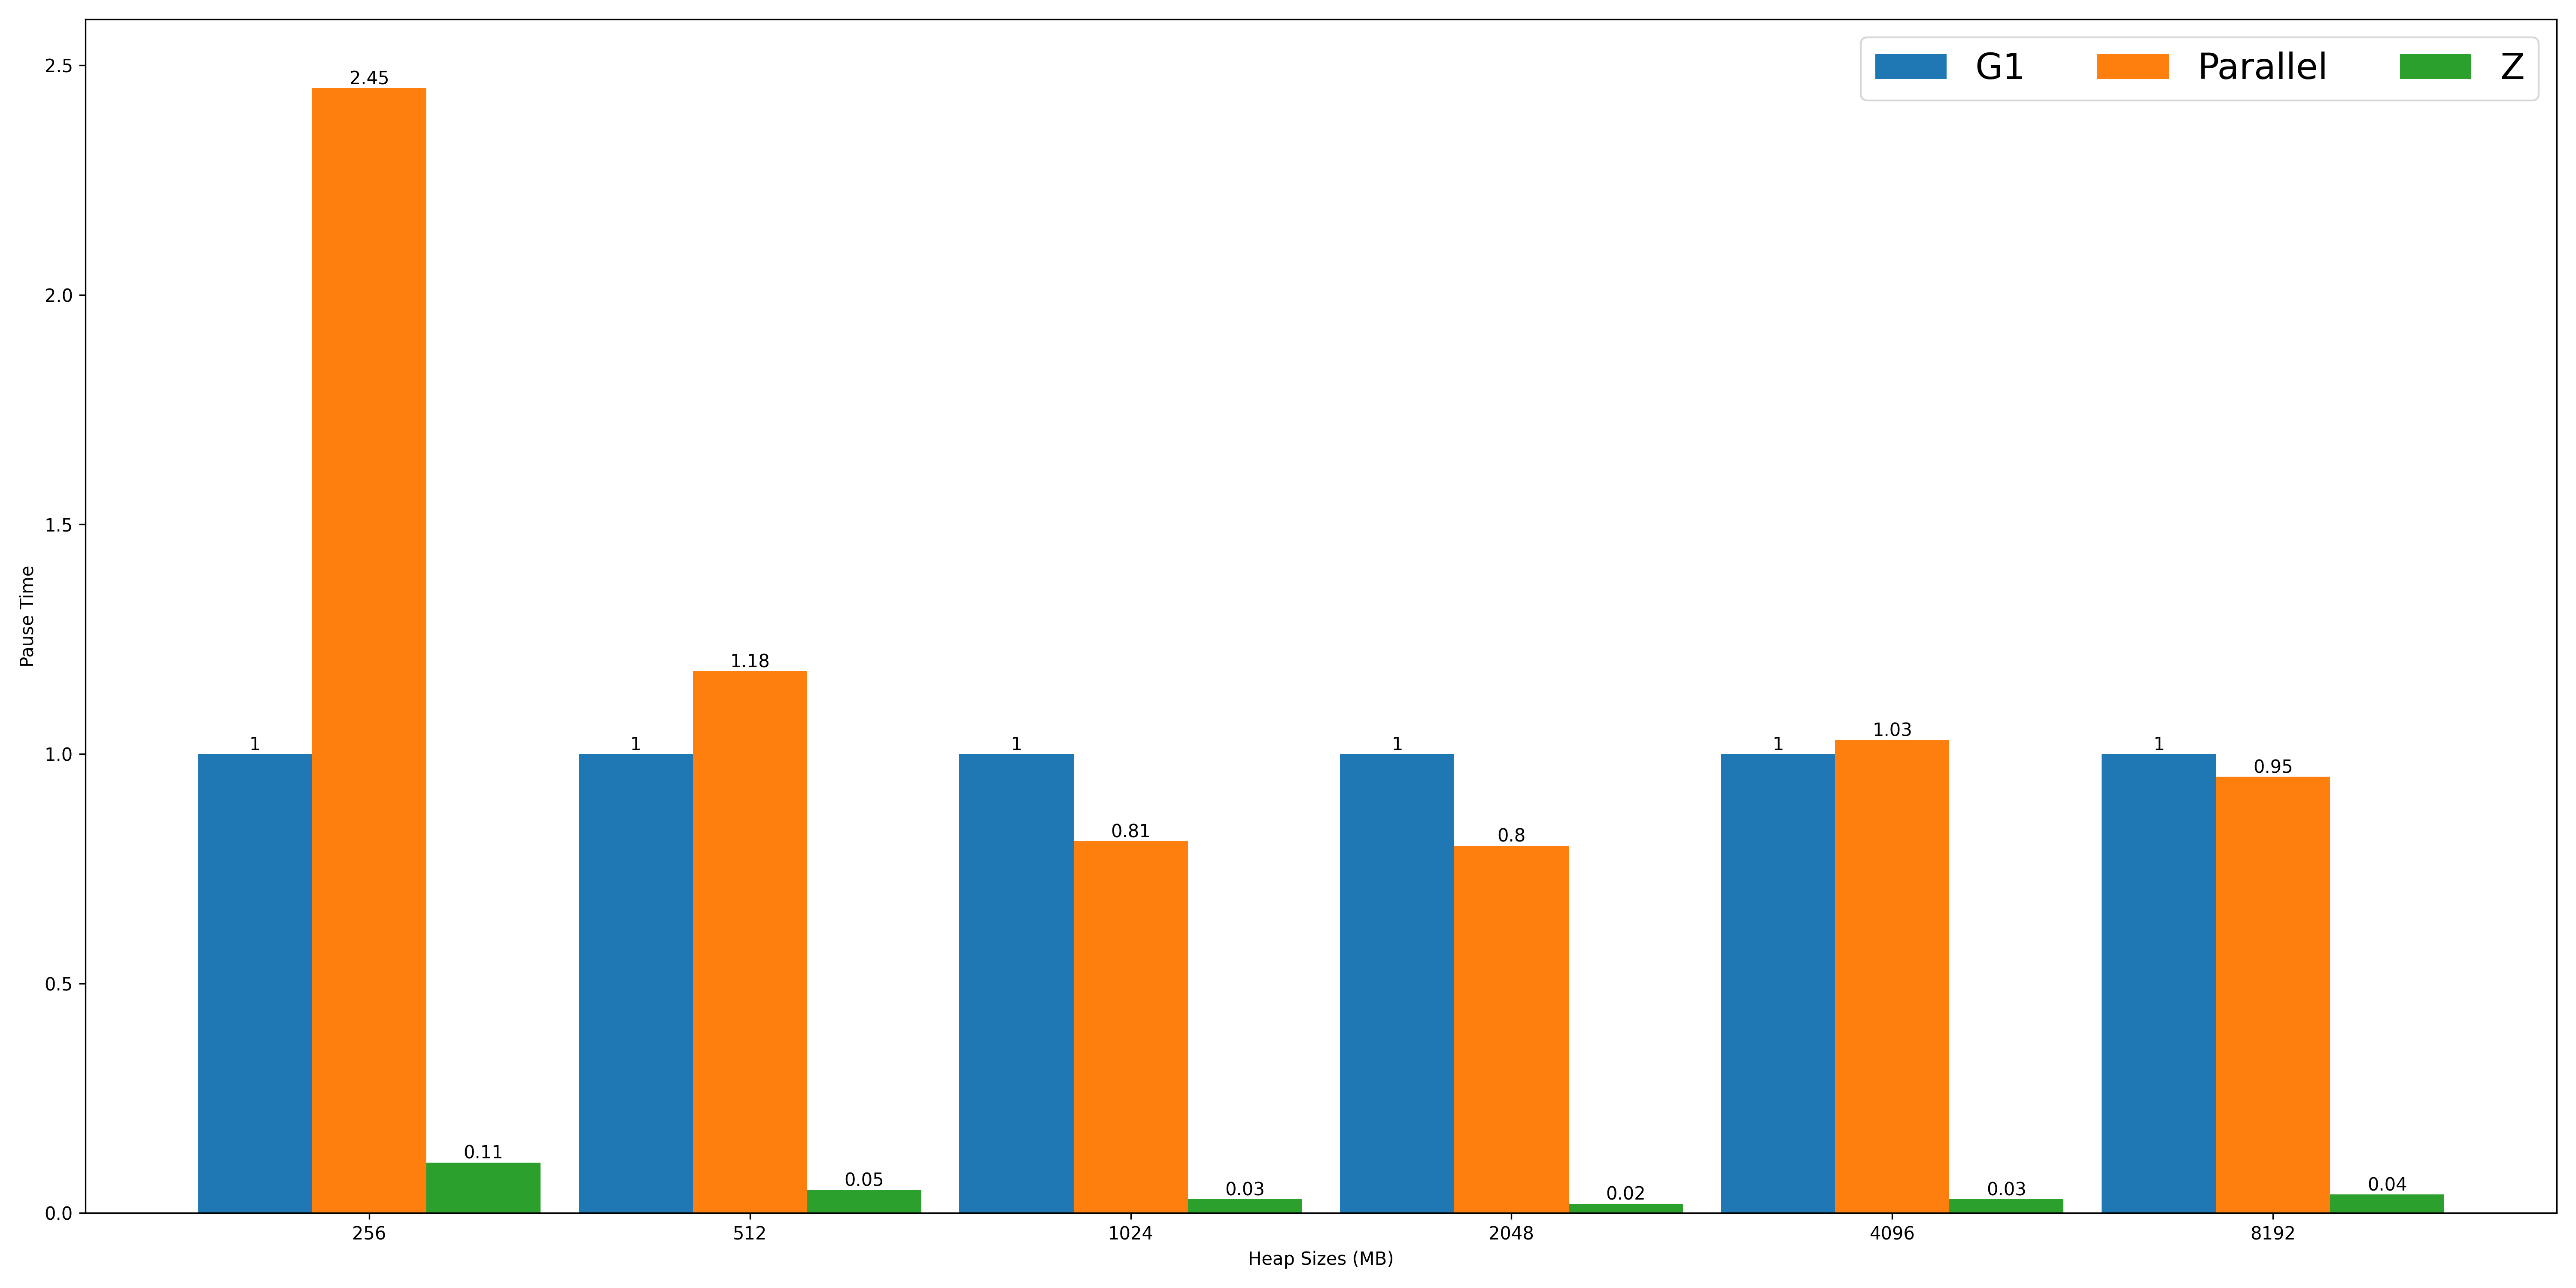 G1 Parallel Z
2.5
2.0
1.5
1.0
0.5
0.0
Pause Time
1 2.45 0.11
1 1.18 0.05
1 0.81 0.03
1 0.8 0.02
1 1.03 0.03
1 0.95 0.04
256 512 1024 2048 4096 8192
Heap Sizes (MB)